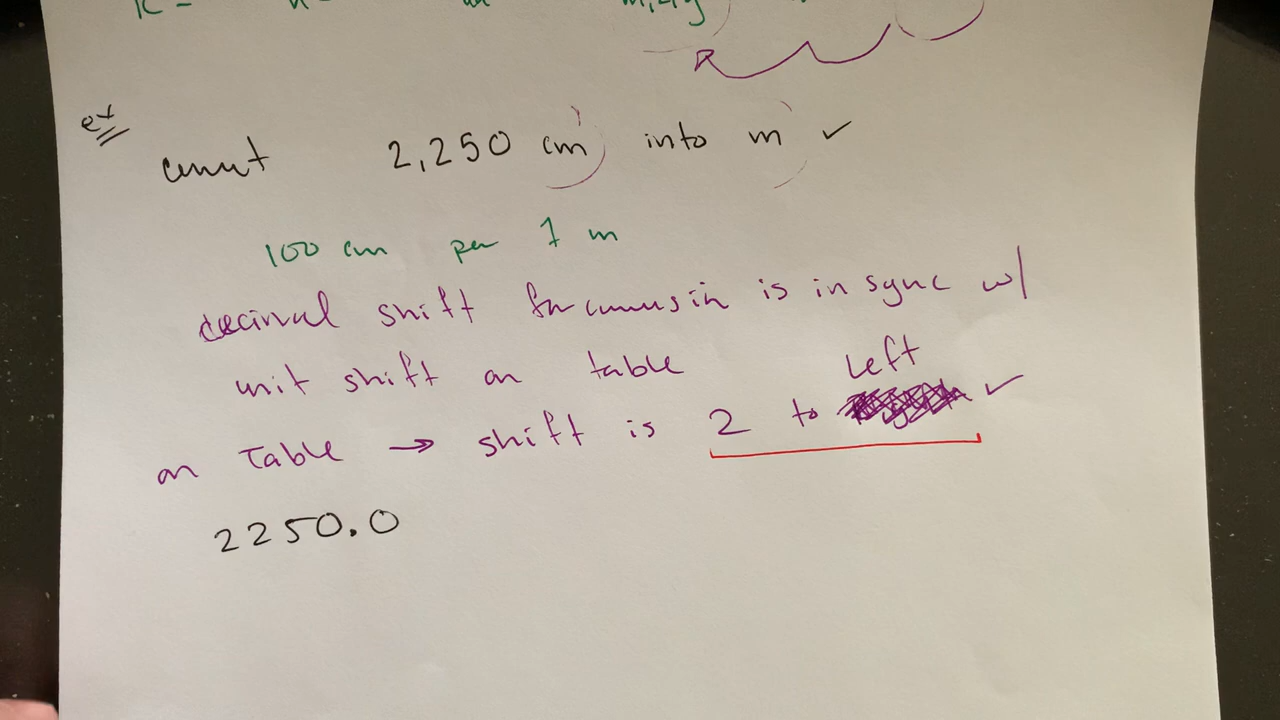 k - h - m m, l, g
ex
convert 2,250 cm into m ✓
100 cm per 1 m
decimal shift for conversion is in sync w/
unit shift on table
left
on Table → shift is 2 to ✓
2250.0